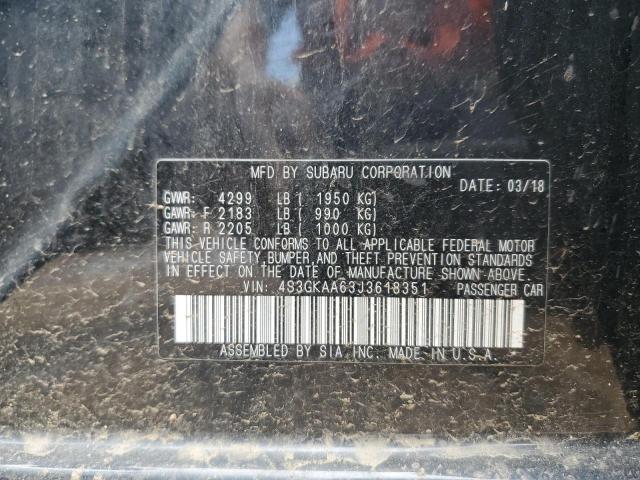 MFD BY SUBARU CORPORATION
DATE: 03/18
GVWR: 4299 LB ( 1950 KG)
GAWR: F 2183 LB ( 990 KG)
GAWR: R 2205 LB ( 1000 KG)
THIS VEHICLE CONFORMS TO ALL APPLICABLE FEDERAL MOTOR
VEHICLE SAFETY, BUMPER, AND THEFT PREVENTION STANDARDS
IN EFFECT ON THE DATE OF MANUFACTURE SHOWN ABOVE.
VIN: 4S3GKAA63J3618351 PASSENGER CAR
ASSEMBLED BY SIA, INC. MADE IN U.S.A.